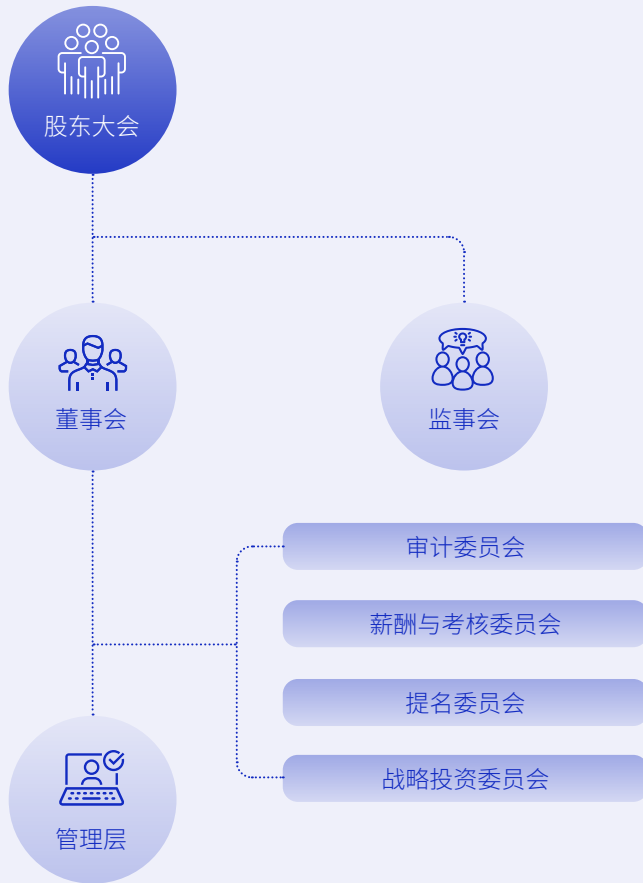 股东大会
董事会
监事会
审计委员会
薪酬与考核委员会
提名委员会
战略投资委员会
管理层